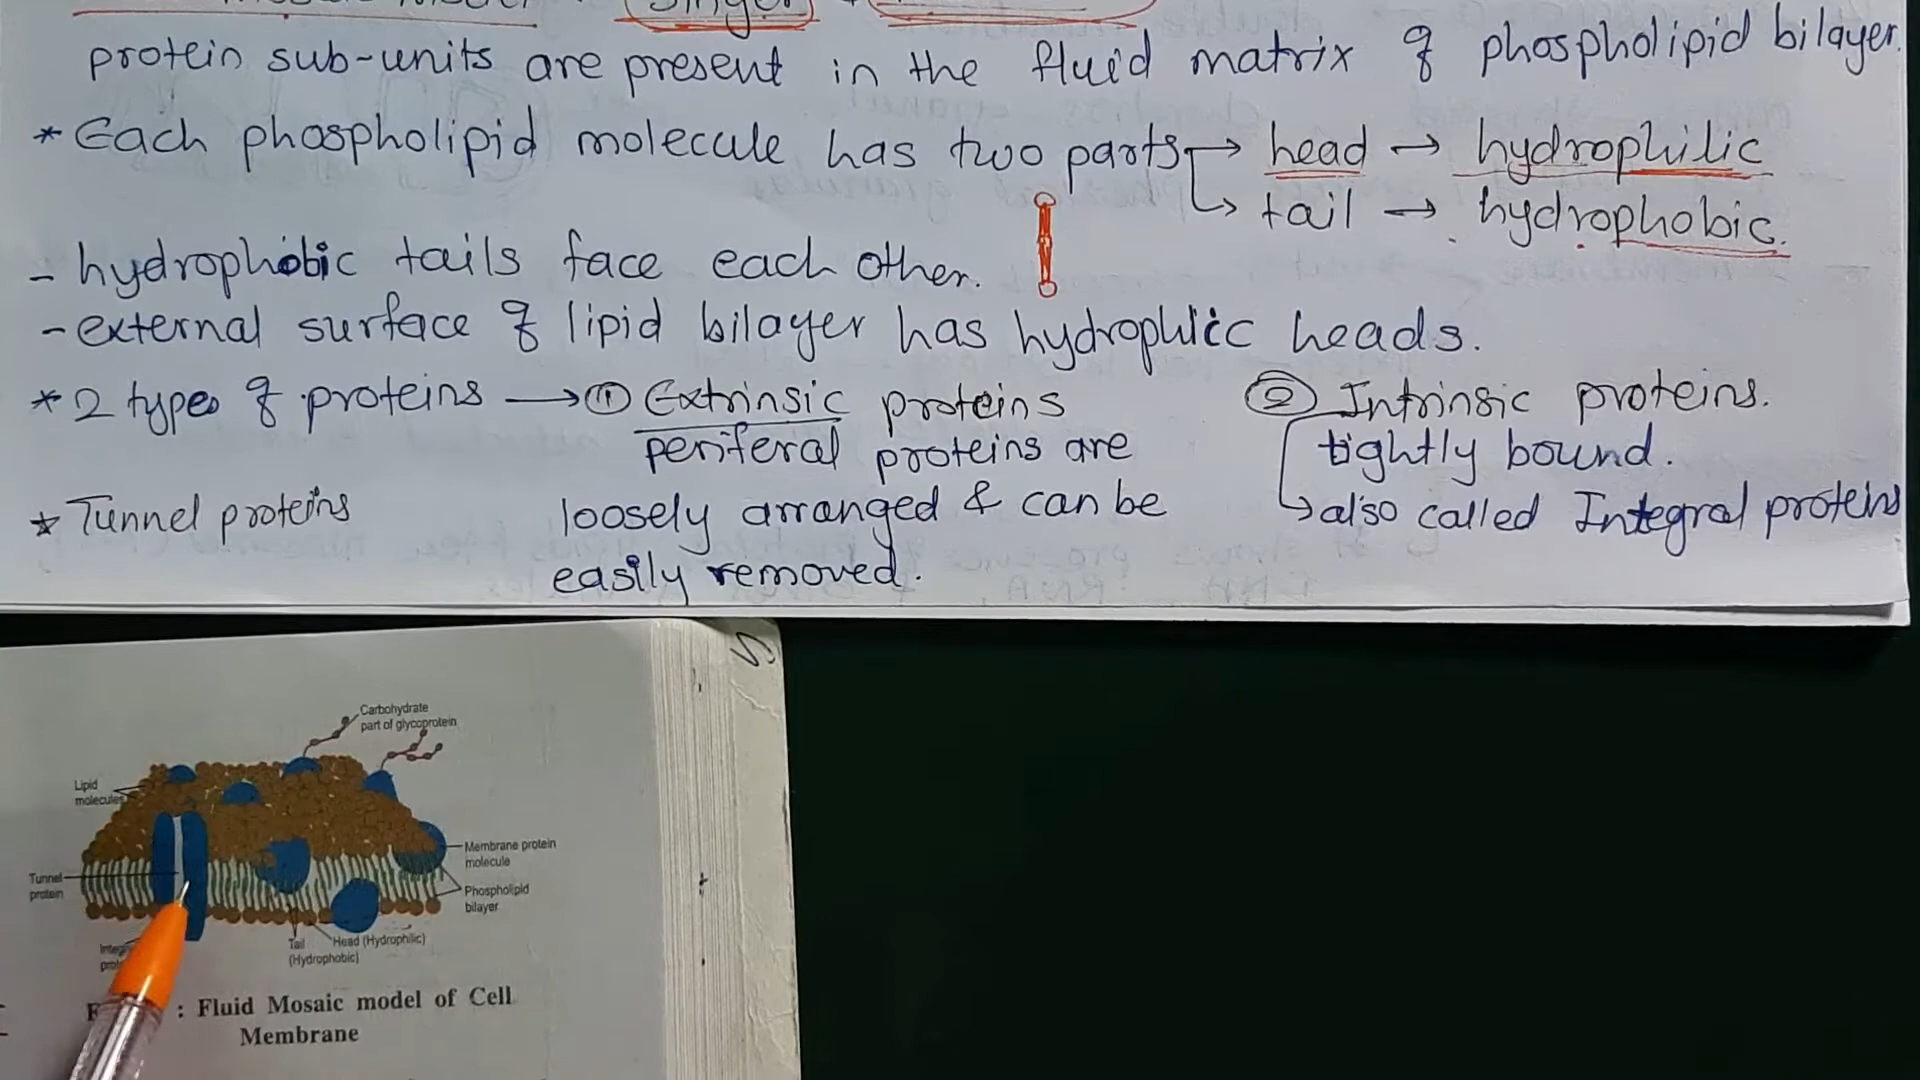 Singer
protein sub-units are present in the fluid matrix of phospholipid bilayer.
* Each phospholipid molecule has two parts → head → hydrophilic
↳ tail → hydrophobic.
- hydrophobic tails face each other.
- external surface of lipid bilayer has hydrophlic heads.
* 2 types of proteins → ① Extrinsic proteins ② Intrinsic proteins.
periferal proteins are tightly bound.
* Tunnel proteins loosely arranged & can be ↳ also called Integral proteins
easily removed.
Carbohydrate
part of glycoprotein
Lipid
molecules
Membrane protein
molecule
Tunnel
protein
Phospholipid
bilayer
Tail
(Hydrophobic)
Head (Hydrophilic)
: Fluid Mosaic model of Cell
Membrane